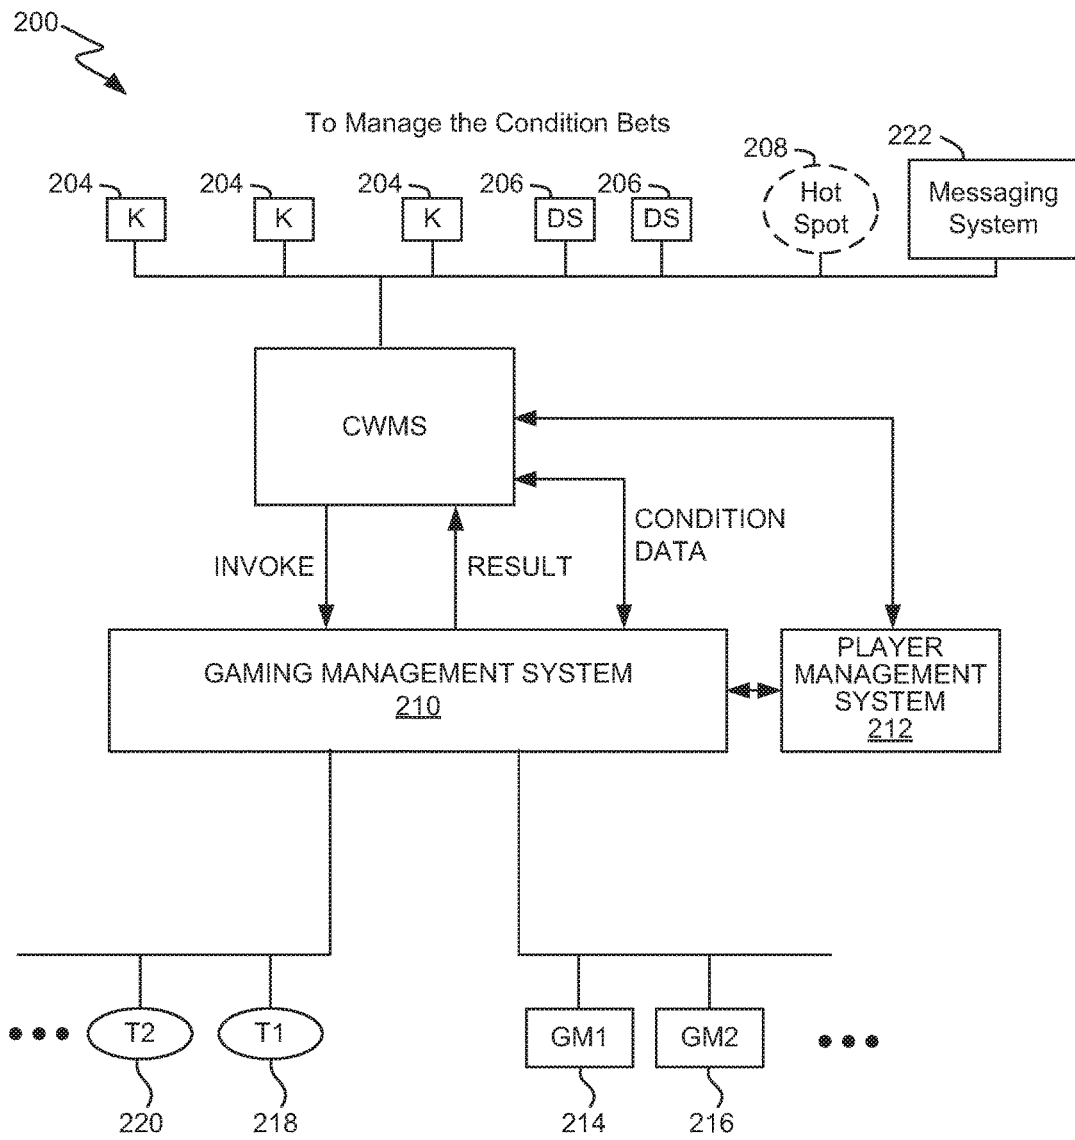 200
To Manage the Condition Bets
204 204 204 206 206 208 222
K K K DS DS Hot Spot Messaging System
CWMS
INVOKE RESULT CONDITION DATA
GAMING MANAGEMENT SYSTEM
210
PLAYER
MANAGEMENT
SYSTEM
212
T2 T1 GM1 GM2
220 218 214 216